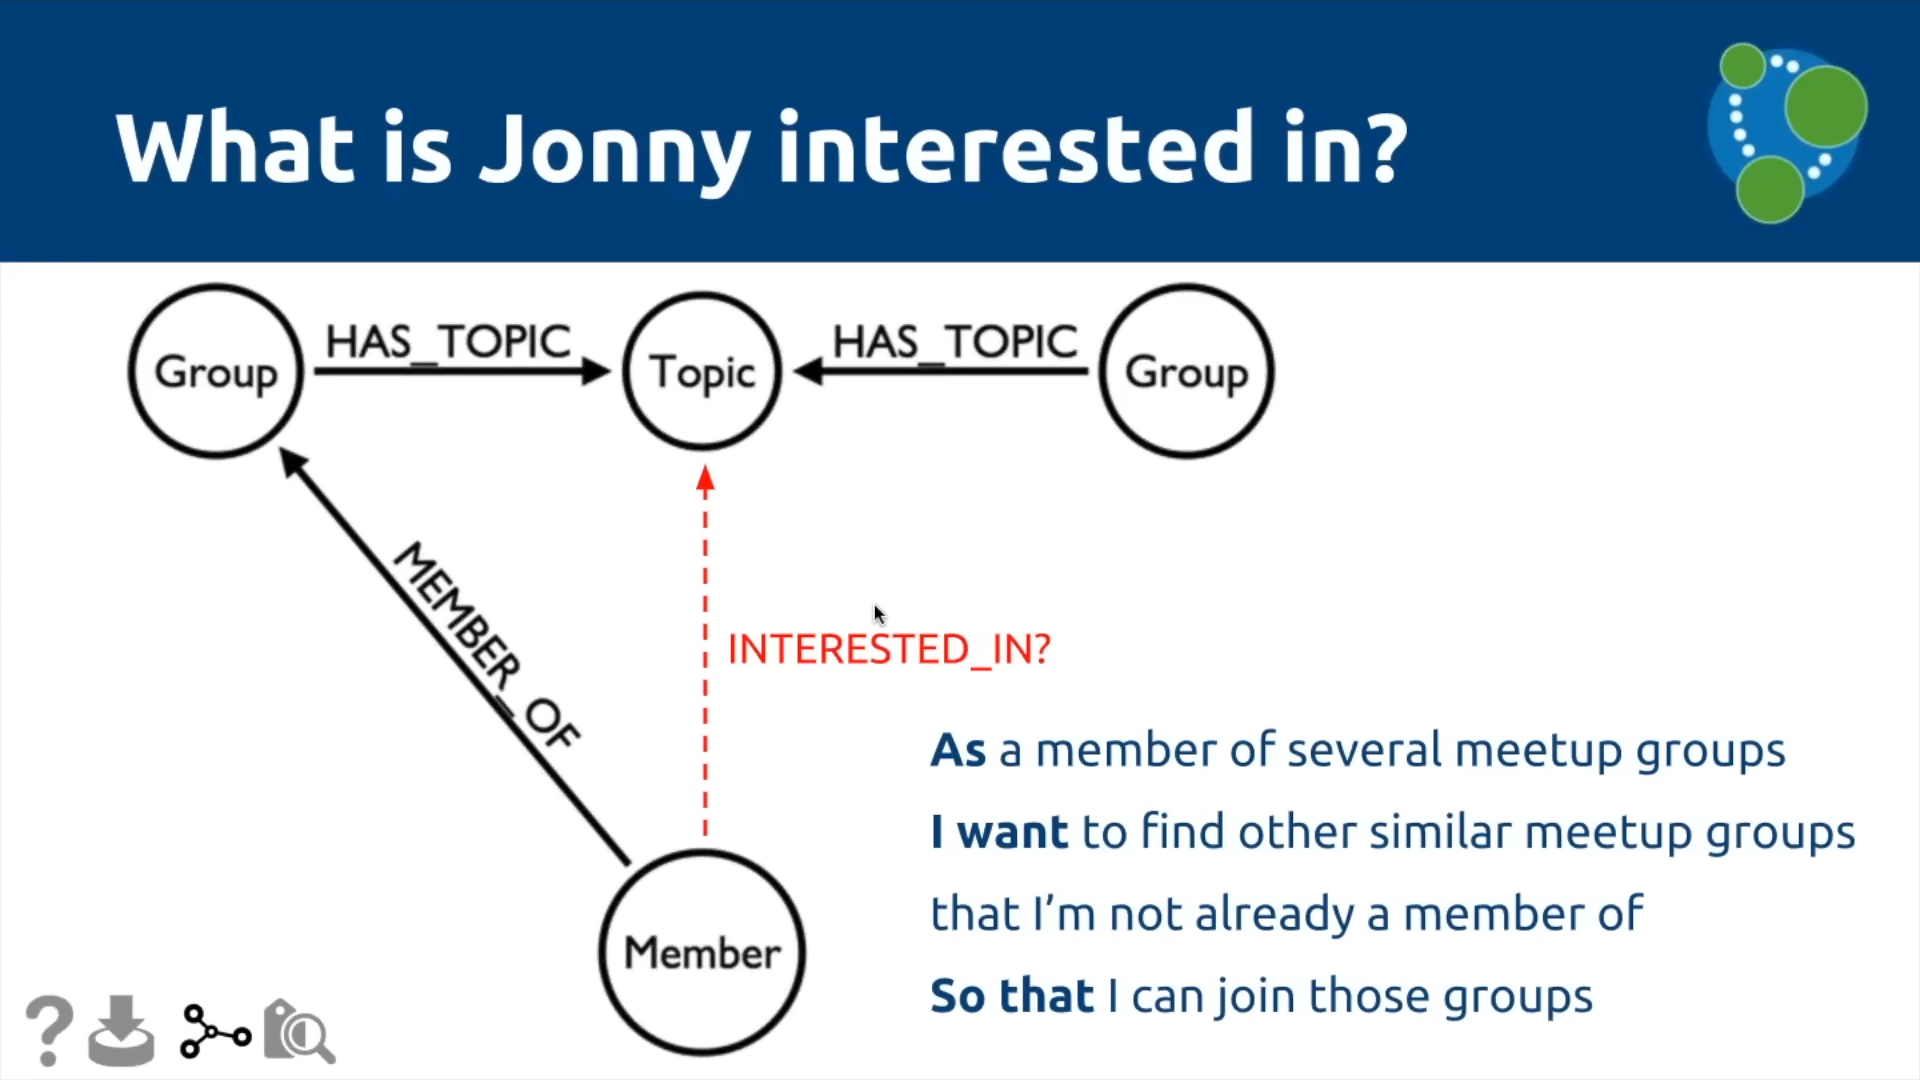 What is Jonny interested in?
Group
HAS_TOPIC
Topic
HAS_TOPIC
Group
MEMBER_OF
INTERESTED_IN?
Member
As a member of several meetup groups
I want to find other similar meetup groups
that I’m not already a member of
So that I can join those groups